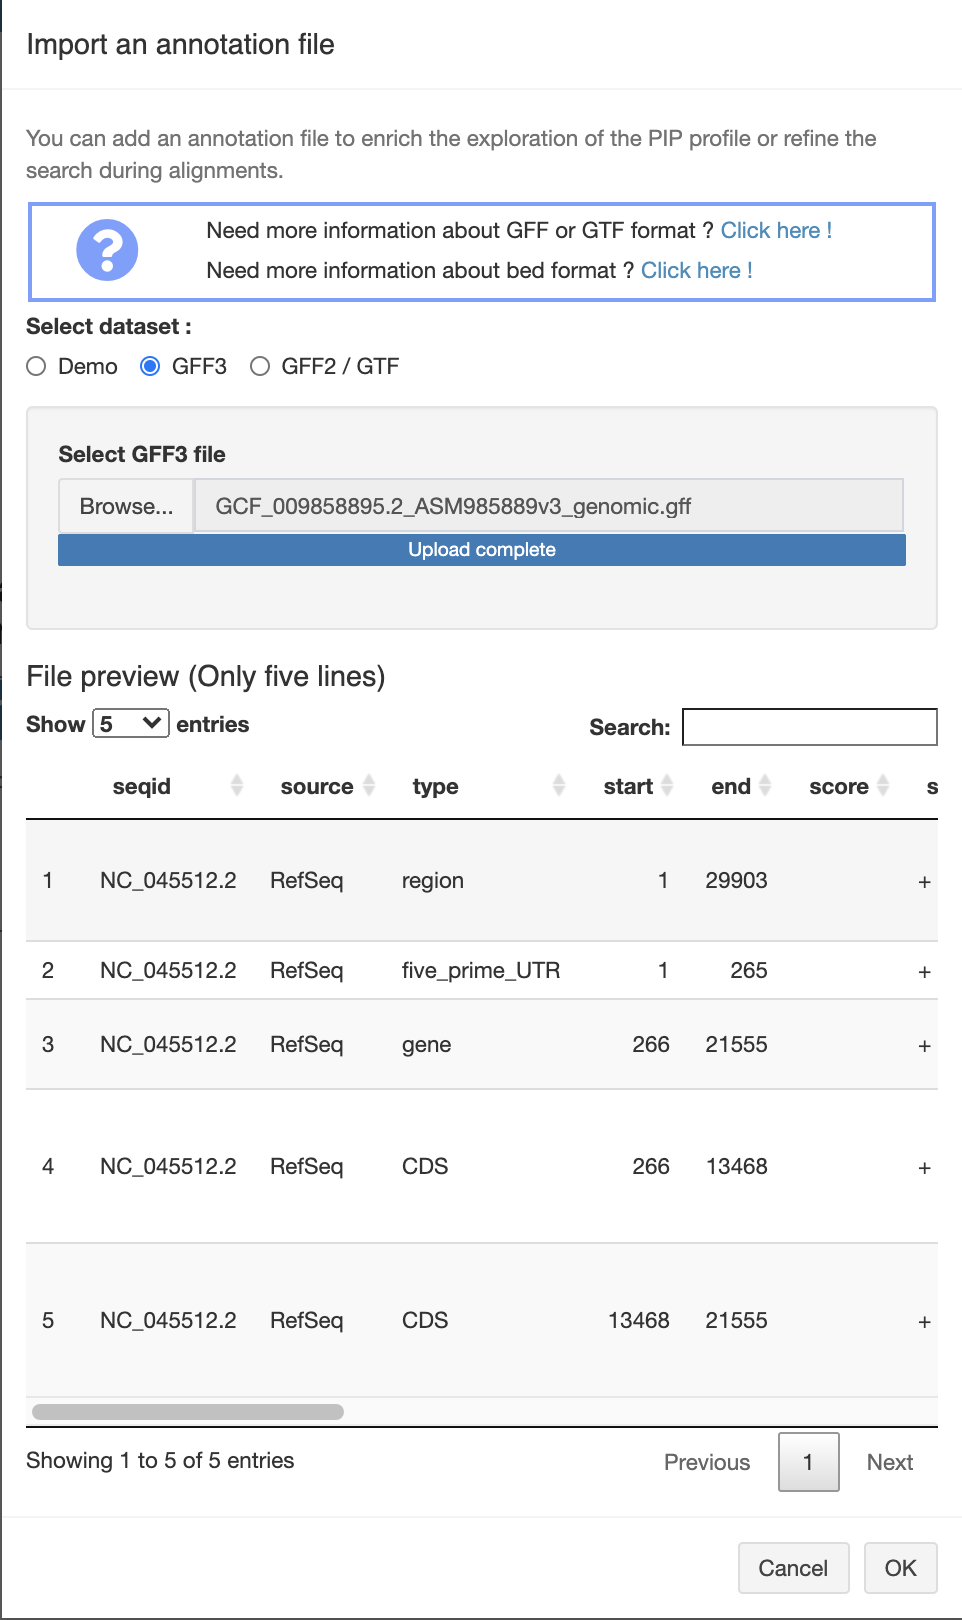 Import an annotation file
You can add an annotation file to enrich the exploration of the PIP profile or refine the
search during alignments.
Need more information about GFF or GTF format ? Click here !
Need more information about bed format ? Click here !
Select dataset :
Demo GFF3 GFF2 / GTF
Select GFF3 file
Browse... GCF_009858895.2_ASM985889v3_genomic.gff
Upload complete
File preview (Only five lines)
Show 5 entries Search:
seqid source type start end score s
1 NC_045512.2 RefSeq region 1 29903 +
2 NC_045512.2 RefSeq five_prime_UTR 1 265 +
3 NC_045512.2 RefSeq gene 266 21555 +
4 NC_045512.2 RefSeq CDS 266 13468 +
5 NC_045512.2 RefSeq CDS 13468 21555 +
Showing 1 to 5 of 5 entries Previous 1 Next
Cancel OK